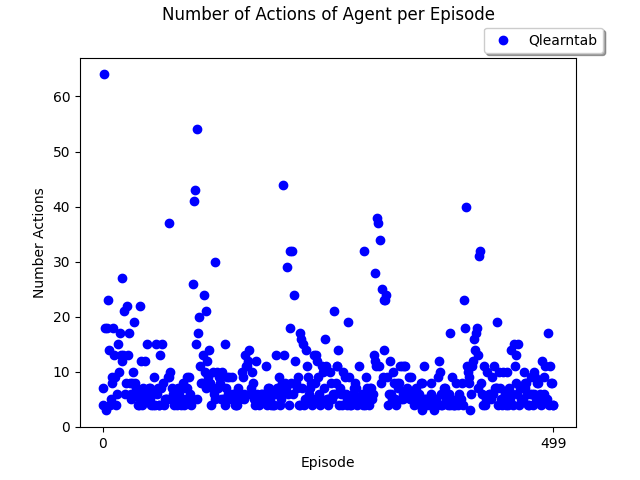 Number of Actions of Agent per Episode
Qlearntab
60
50
40
30
20
10
0
Number Actions
0
499
Episode